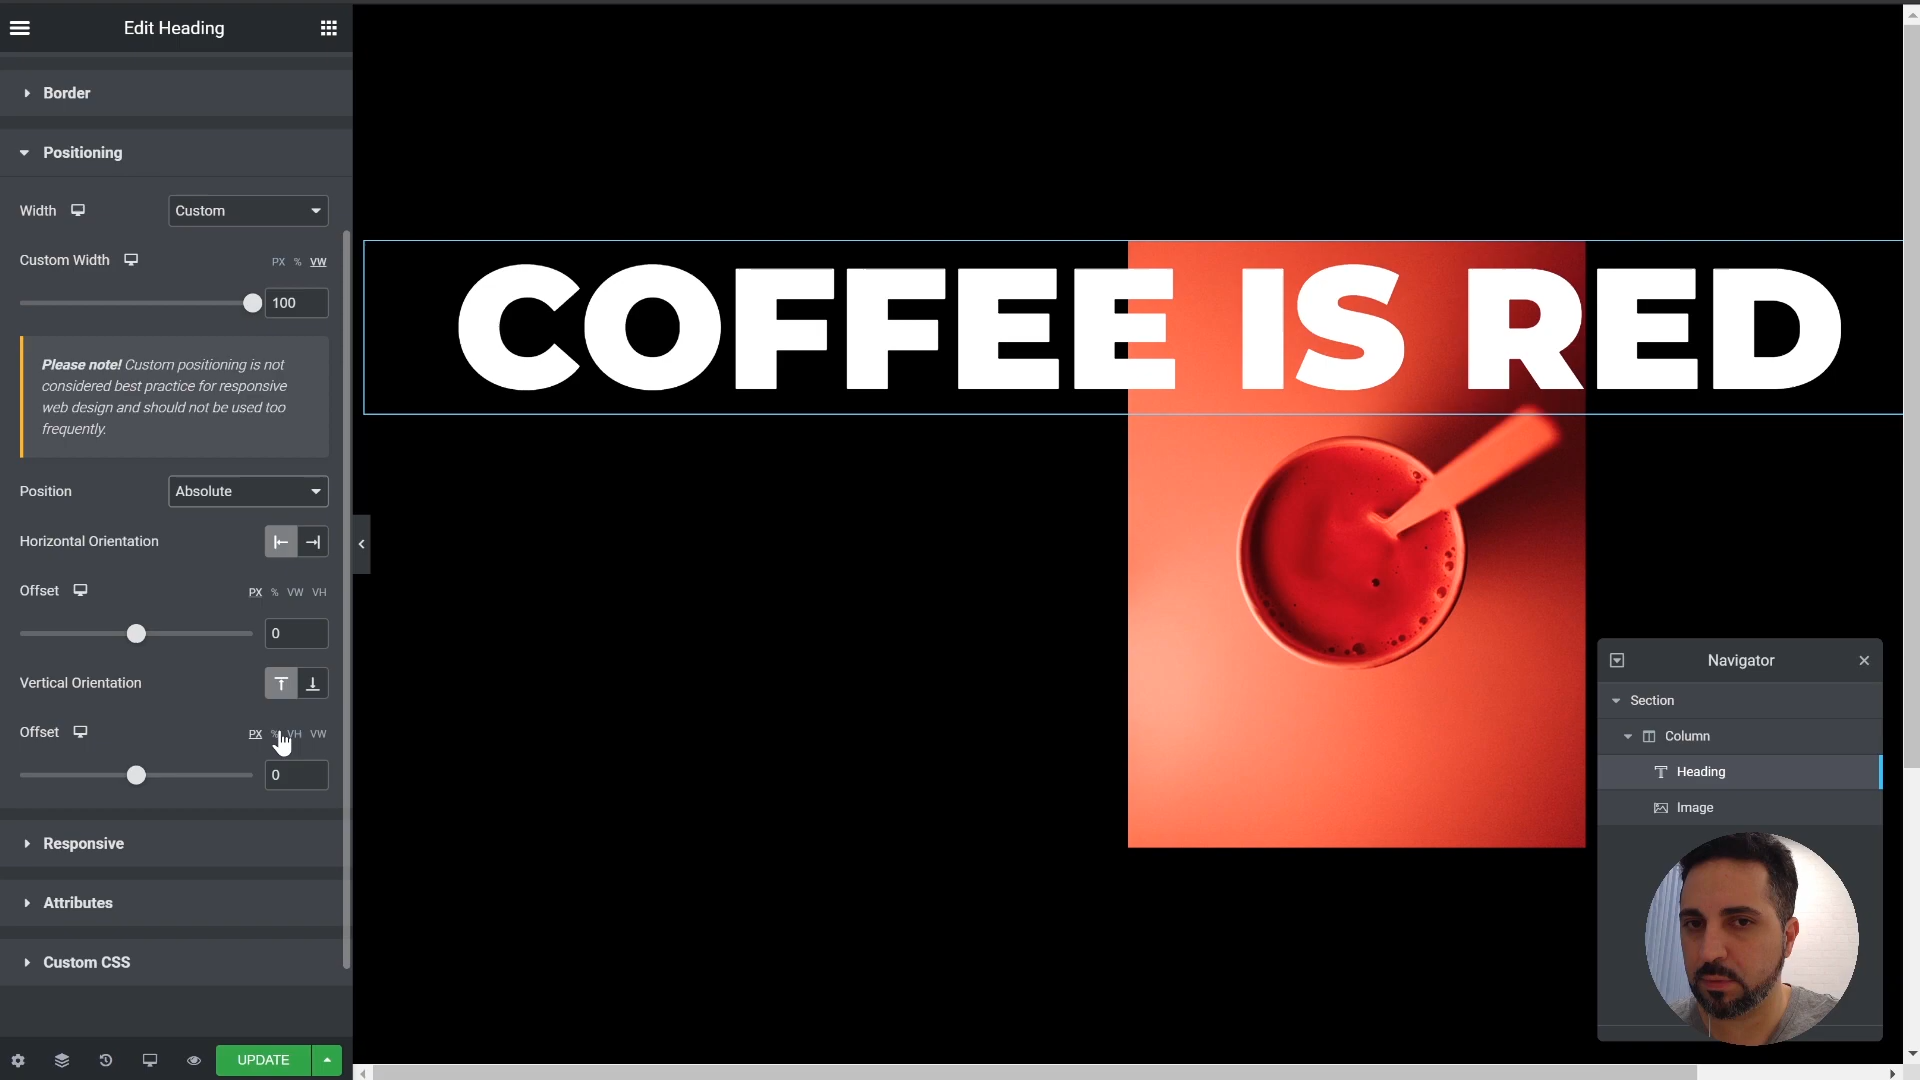 Edit Heading
Border
Positioning
Width
Custom
Custom Width
PX % VW
100
Please note! Custom positioning is not
considered best practice for responsive
web design and should not be used too
frequently.
Position
Absolute
Horizontal Orientation
Offset
PX % VW VH
0
Vertical Orientation
Offset
PX % VH VW
0
Responsive
Attributes
Custom CSS
UPDATE
COFFEE IS RED
Navigator
Section
Column
Heading
Image